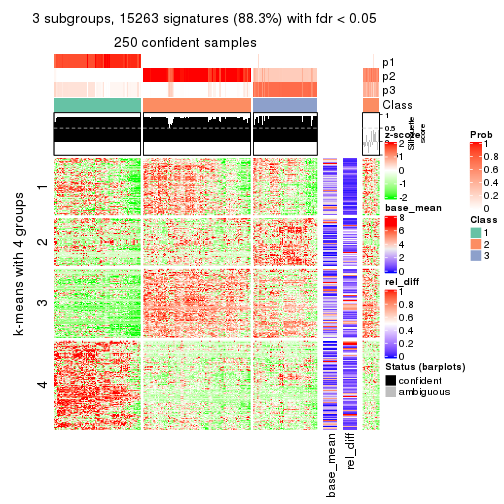 3 subgroups, 15263 signatures (88.3%) with fdr < 0.05
250 confident samples
p1
p2
p3
Class
1
0.5
0
Silhouette
score
k-means with 4 groups
1
2
3
4
base_mean
rel_diff
z-score
2
1
0
-1
-2
base_mean
8
6
4
2
0
rel_diff
1
0.8
0.6
0.4
0.2
0
Status (barplots)
confident
ambiguous
Prob
1
0.8
0.6
0.4
0.2
0
Class
1
2
3